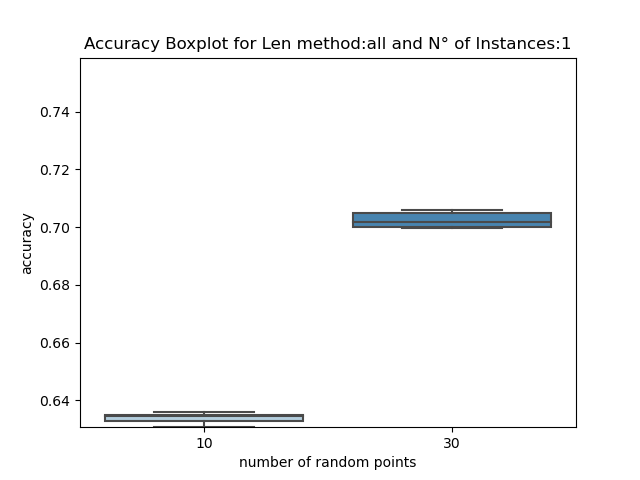 Accuracy Boxplot for Len method:all and N° of Instances:1
0.74
0.72
0.70
0.68
0.66
0.64
accuracy
10 30
number of random points